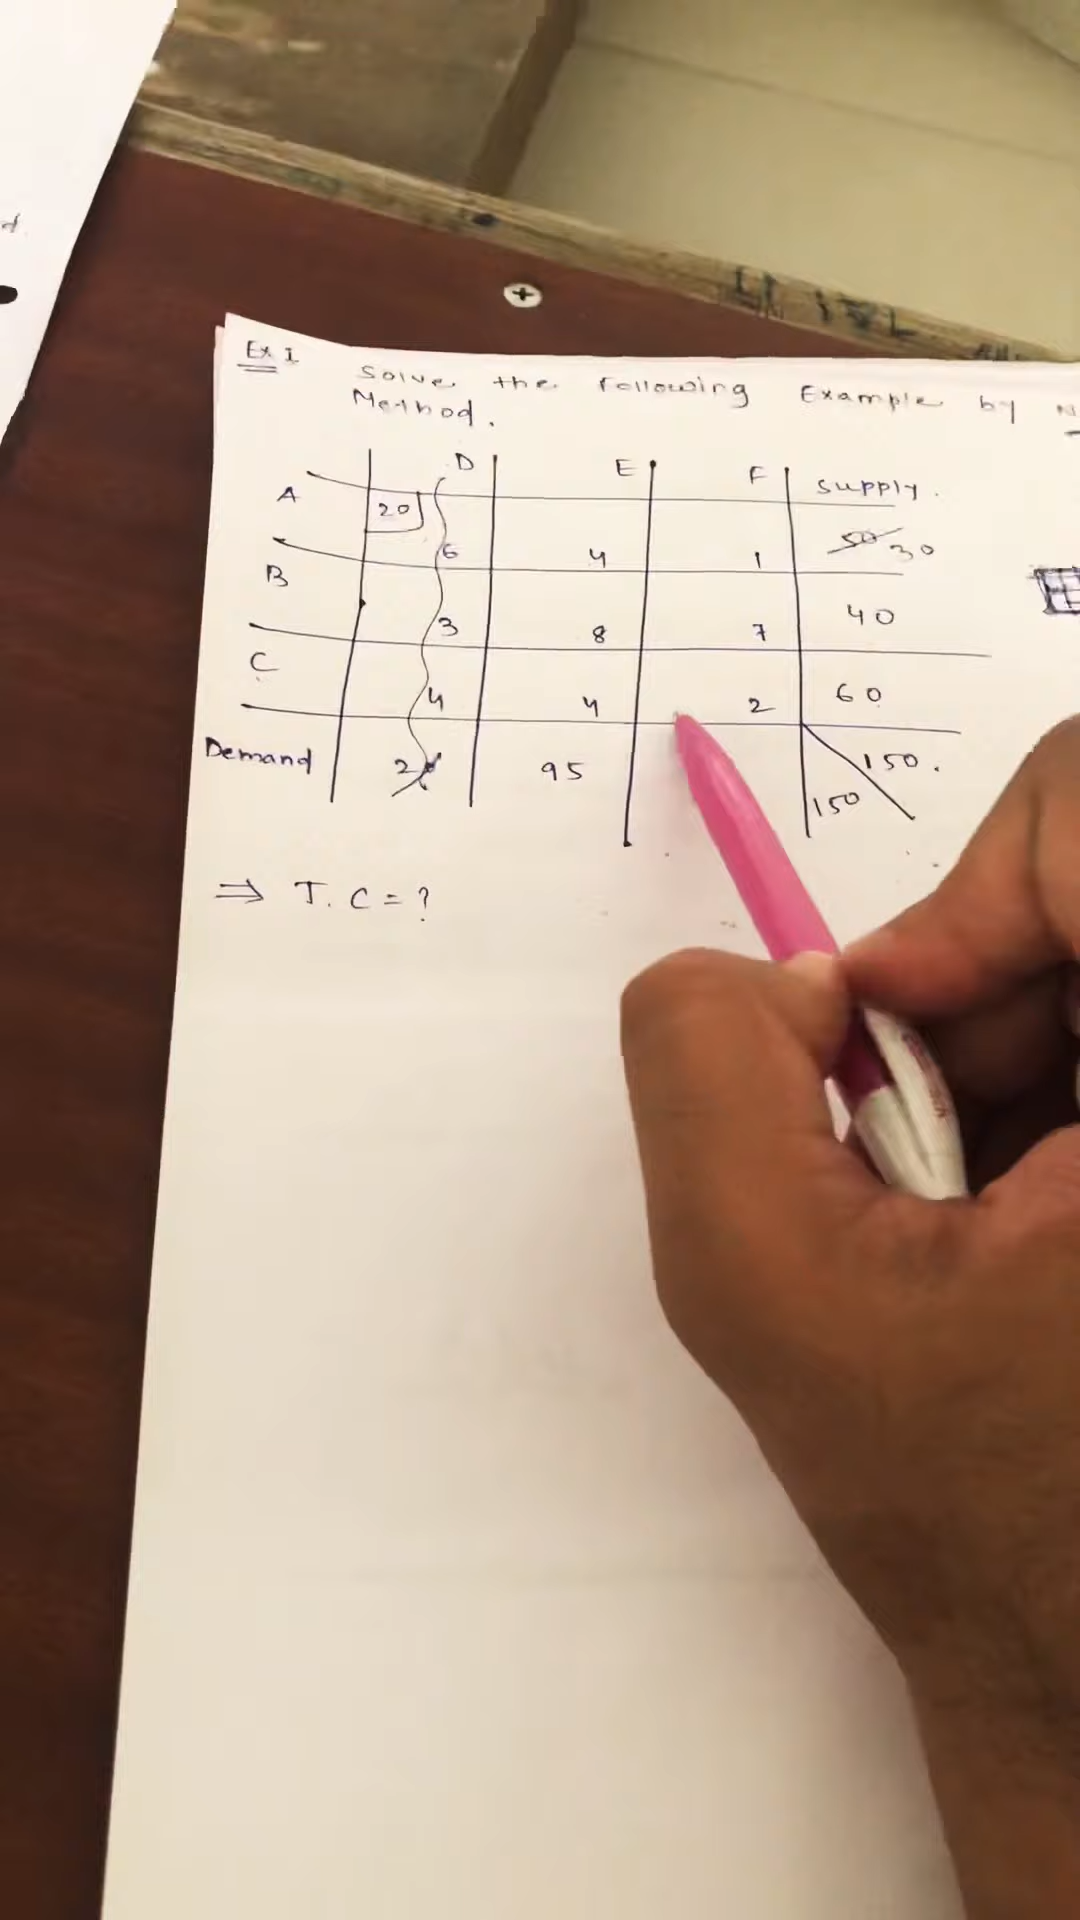 Ex 1 Solve the following Example by N
Method.
D E F Supply.
A 20 6 4 1 50 30
B 3 8 7 40
C 4 4 2 60
Demand 95 150.
150
⇒ T. C = ?
d